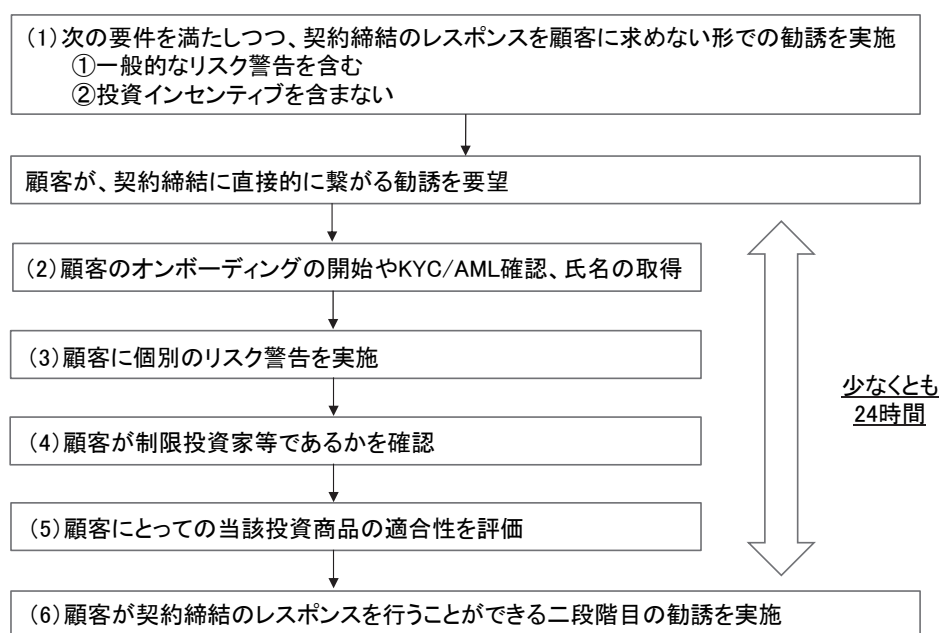 (1)次の要件を満たしつつ、契約締結のレスポンスを顧客に求めない形での勧誘を実施
①一般的なリスク警告を含む
②投資インセンティブを含まない
顧客が、契約締結に直接的に繋がる勧誘を要望
(2)顧客のオンボーディングの開始やKYC/AML確認、氏名の取得
(3)顧客に個別のリスク警告を実施
(4)顧客が制限投資家等であるかを確認
(5)顧客にとっての当該投資商品の適合性を評価
少なくとも
24時間
(6)顧客が契約締結のレスポンスを行うことができる二段階目の勧誘を実施